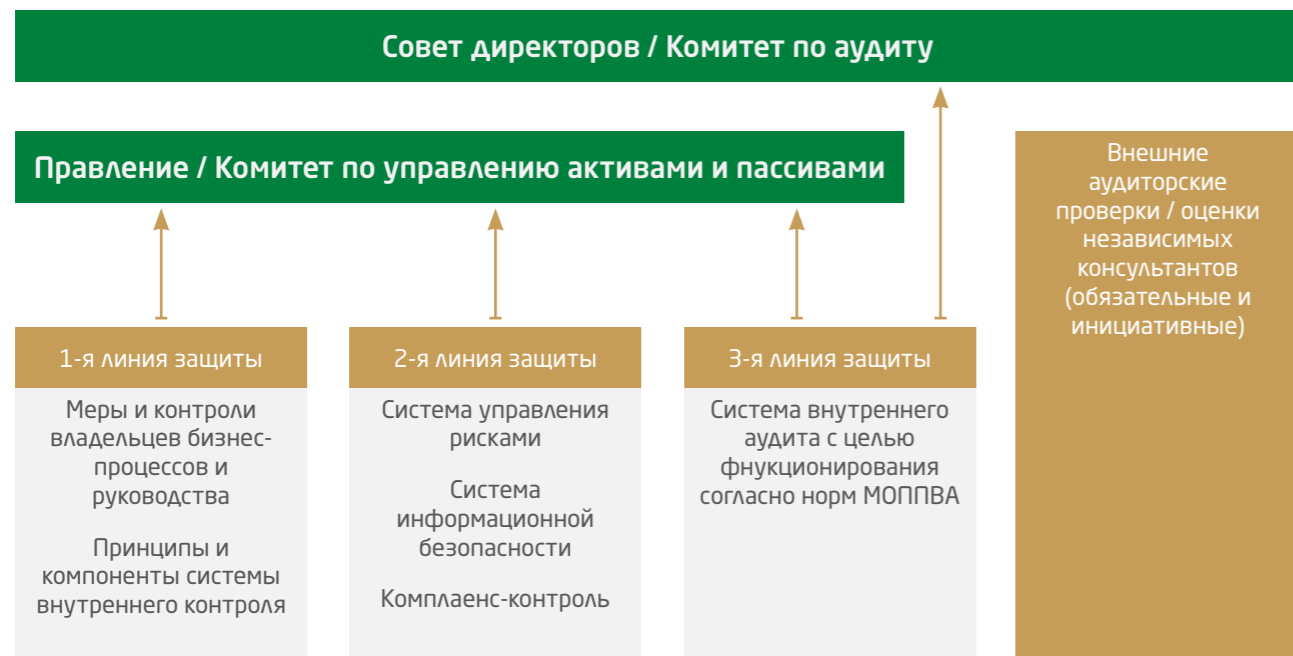 Совет директоров / Комитет по аудиту
Правление / Комитет по управлению активами и пассивами
Внешние
аудиторские
проверки / оценки
независимых
консультантов
(обязательные и
инициативные)
1-я линия защиты
Меры и контроли
владельцев бизнес-
процессов и
руководства
Принципы и
компоненты системы
внутреннего контроля
2-я линия защиты
Система управления
рисками
Система
информационной
безопасности
Комплаенс-контроль
3-я линия защиты
Система внутреннего
аудита с целью
фнукционирования
согласно норм МОППВА